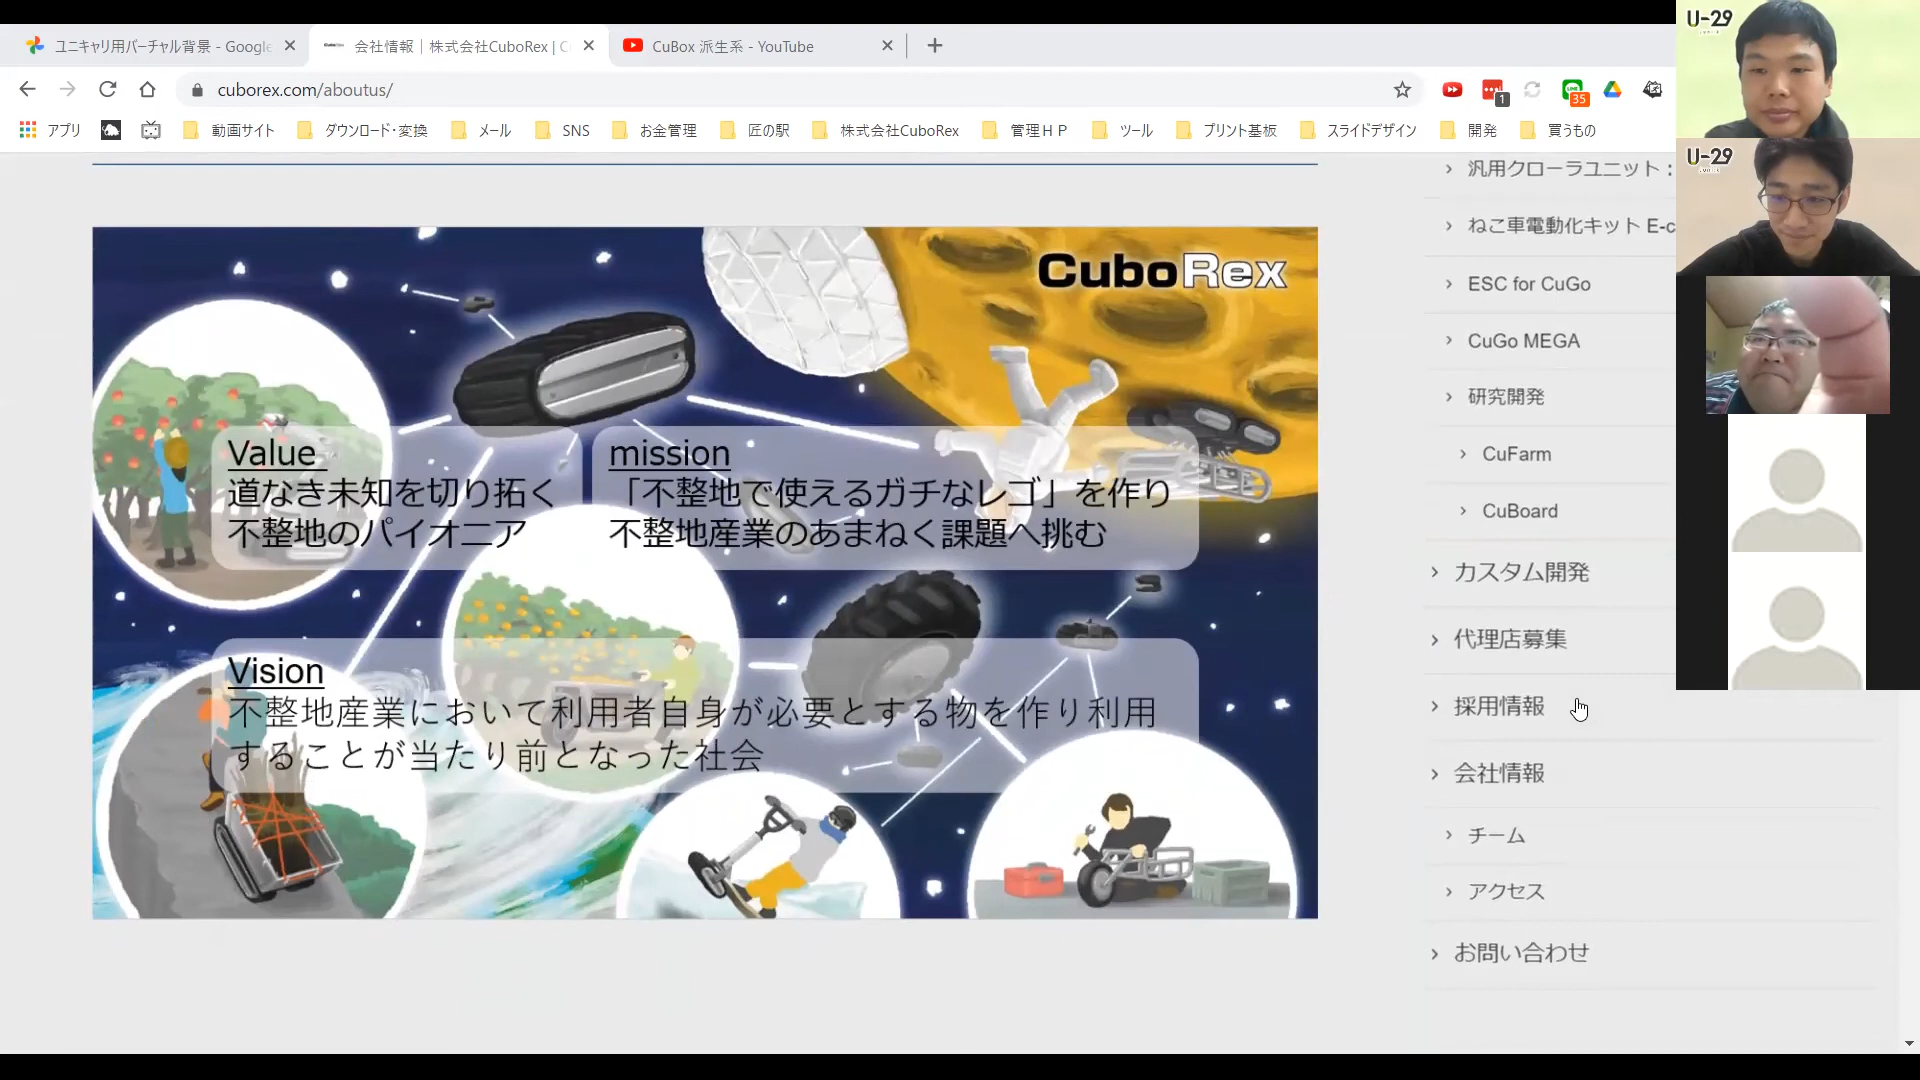 ユニキャリ用バーチャル背景 - Google
会社情報 | 株式会社CuboRex | C
CuBox 派生系 - YouTube
cuborex.com/aboutus/
1
35
アプリ
動画サイト
ダウンロード・変換
メール
SNS
お金管理
匠の駅
株式会社CuboRex
管理ＨＰ
ツール
プリント基板
スライドデザイン
開発
買うもの
CuboRex
Value
道なき未知を切り拓く
不整地のパイオニア
mission
「不整地で使えるガチなレゴ」を作り
不整地産業のあまねく課題へ挑む
Vision
不整地産業において利用者自身が必要とする物を作り利用
することが当たり前となった社会
汎用クローラユニット：
ねこ車電動化キット E-c
ESC for CuGo
CuGo MEGA
研究開発
CuFarm
CuBoard
カスタム開発
代理店募集
採用情報
会社情報
チーム
アクセス
お問い合わせ
U-29
U-29